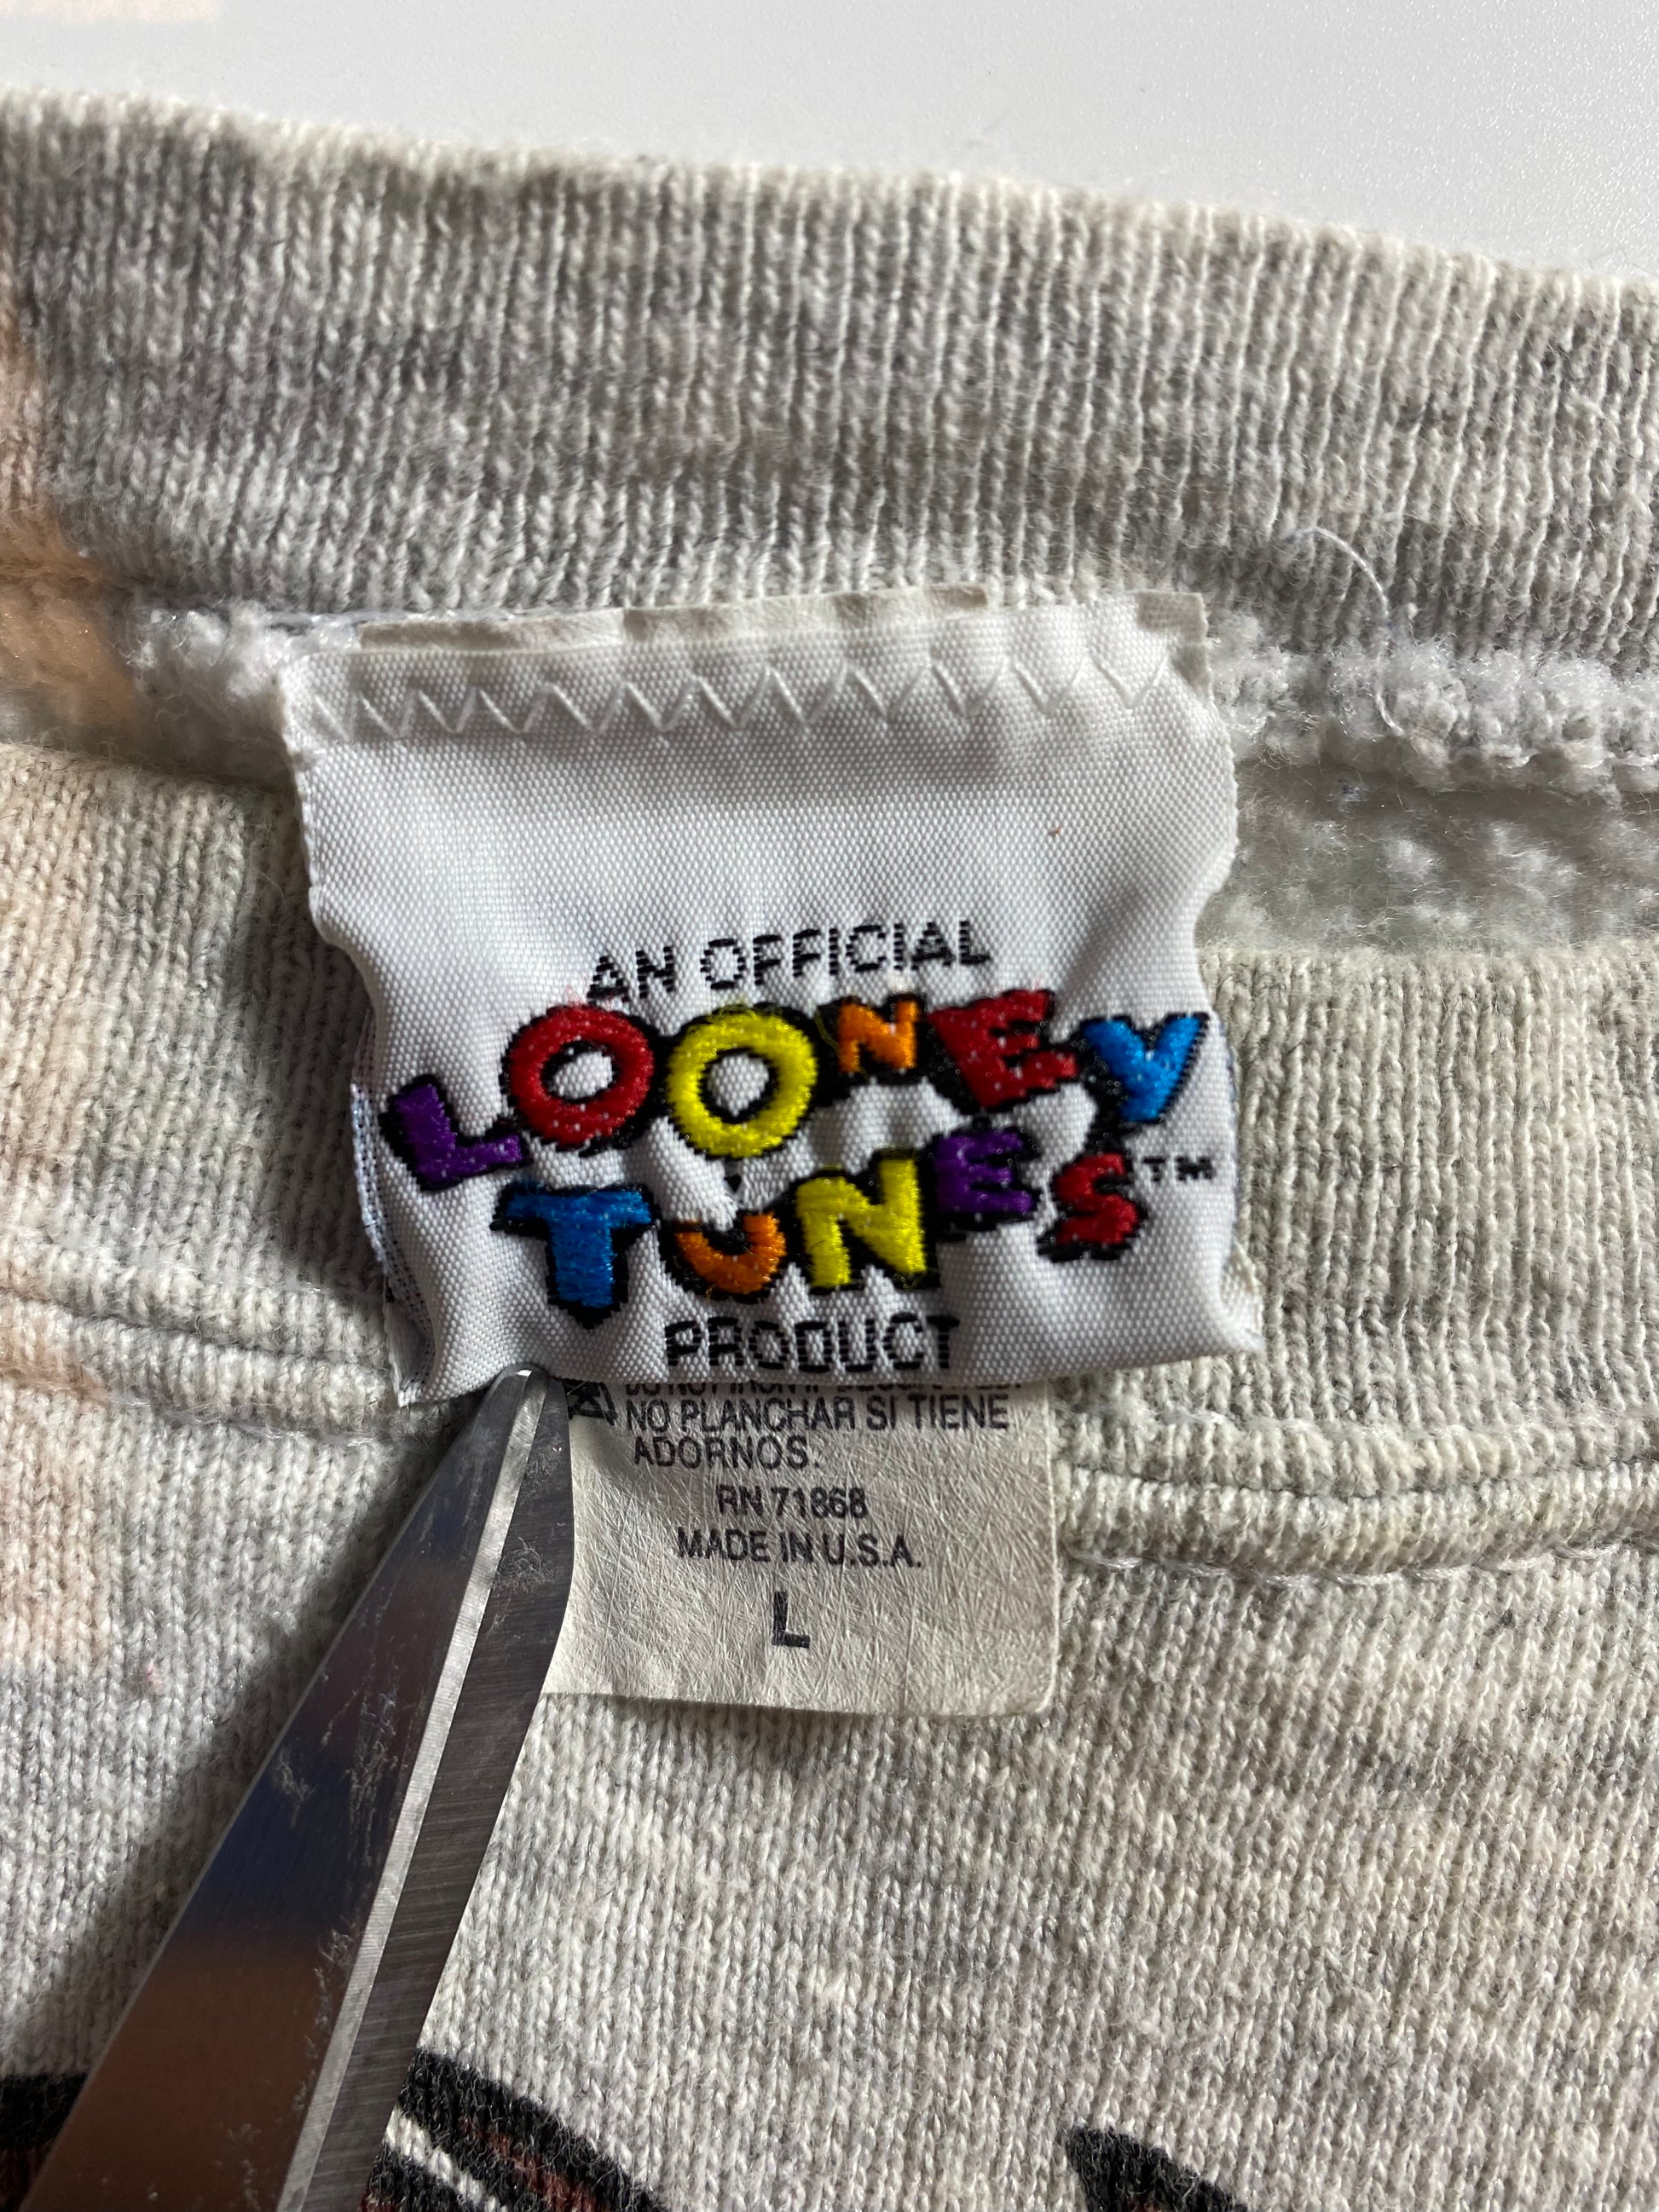 AN OFFICIAL
LOONEY
TUNES™
PRODUCT
NO PLANCHAR SI TIENE
ADORNOS.
RN 71868
MADE IN U.S.A.
L